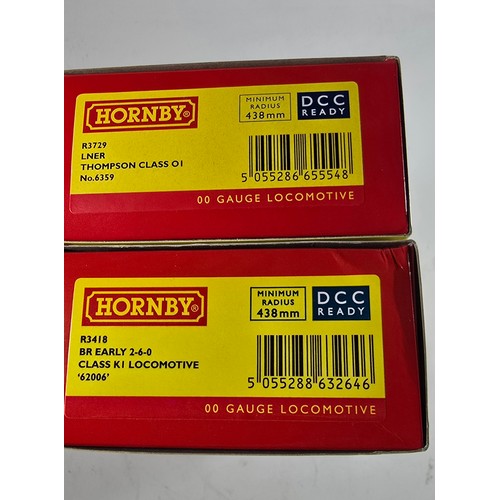 HORNBY®
MINIMUM
RADIUS
438mm
DCC
READY
R3729
LNER
THOMPSON CLASS O1
No.6359
5 055286 655548
00 GAUGE LOCOMOTIVE
HORNBY®
MINIMUM
RADIUS
438mm
DCC
READY
R3418
BR EARLY 2-6-0
CLASS K1 LOCOMOTIVE
'62006'
5 055288 632646
00 GAUGE LOCOMOTIVE